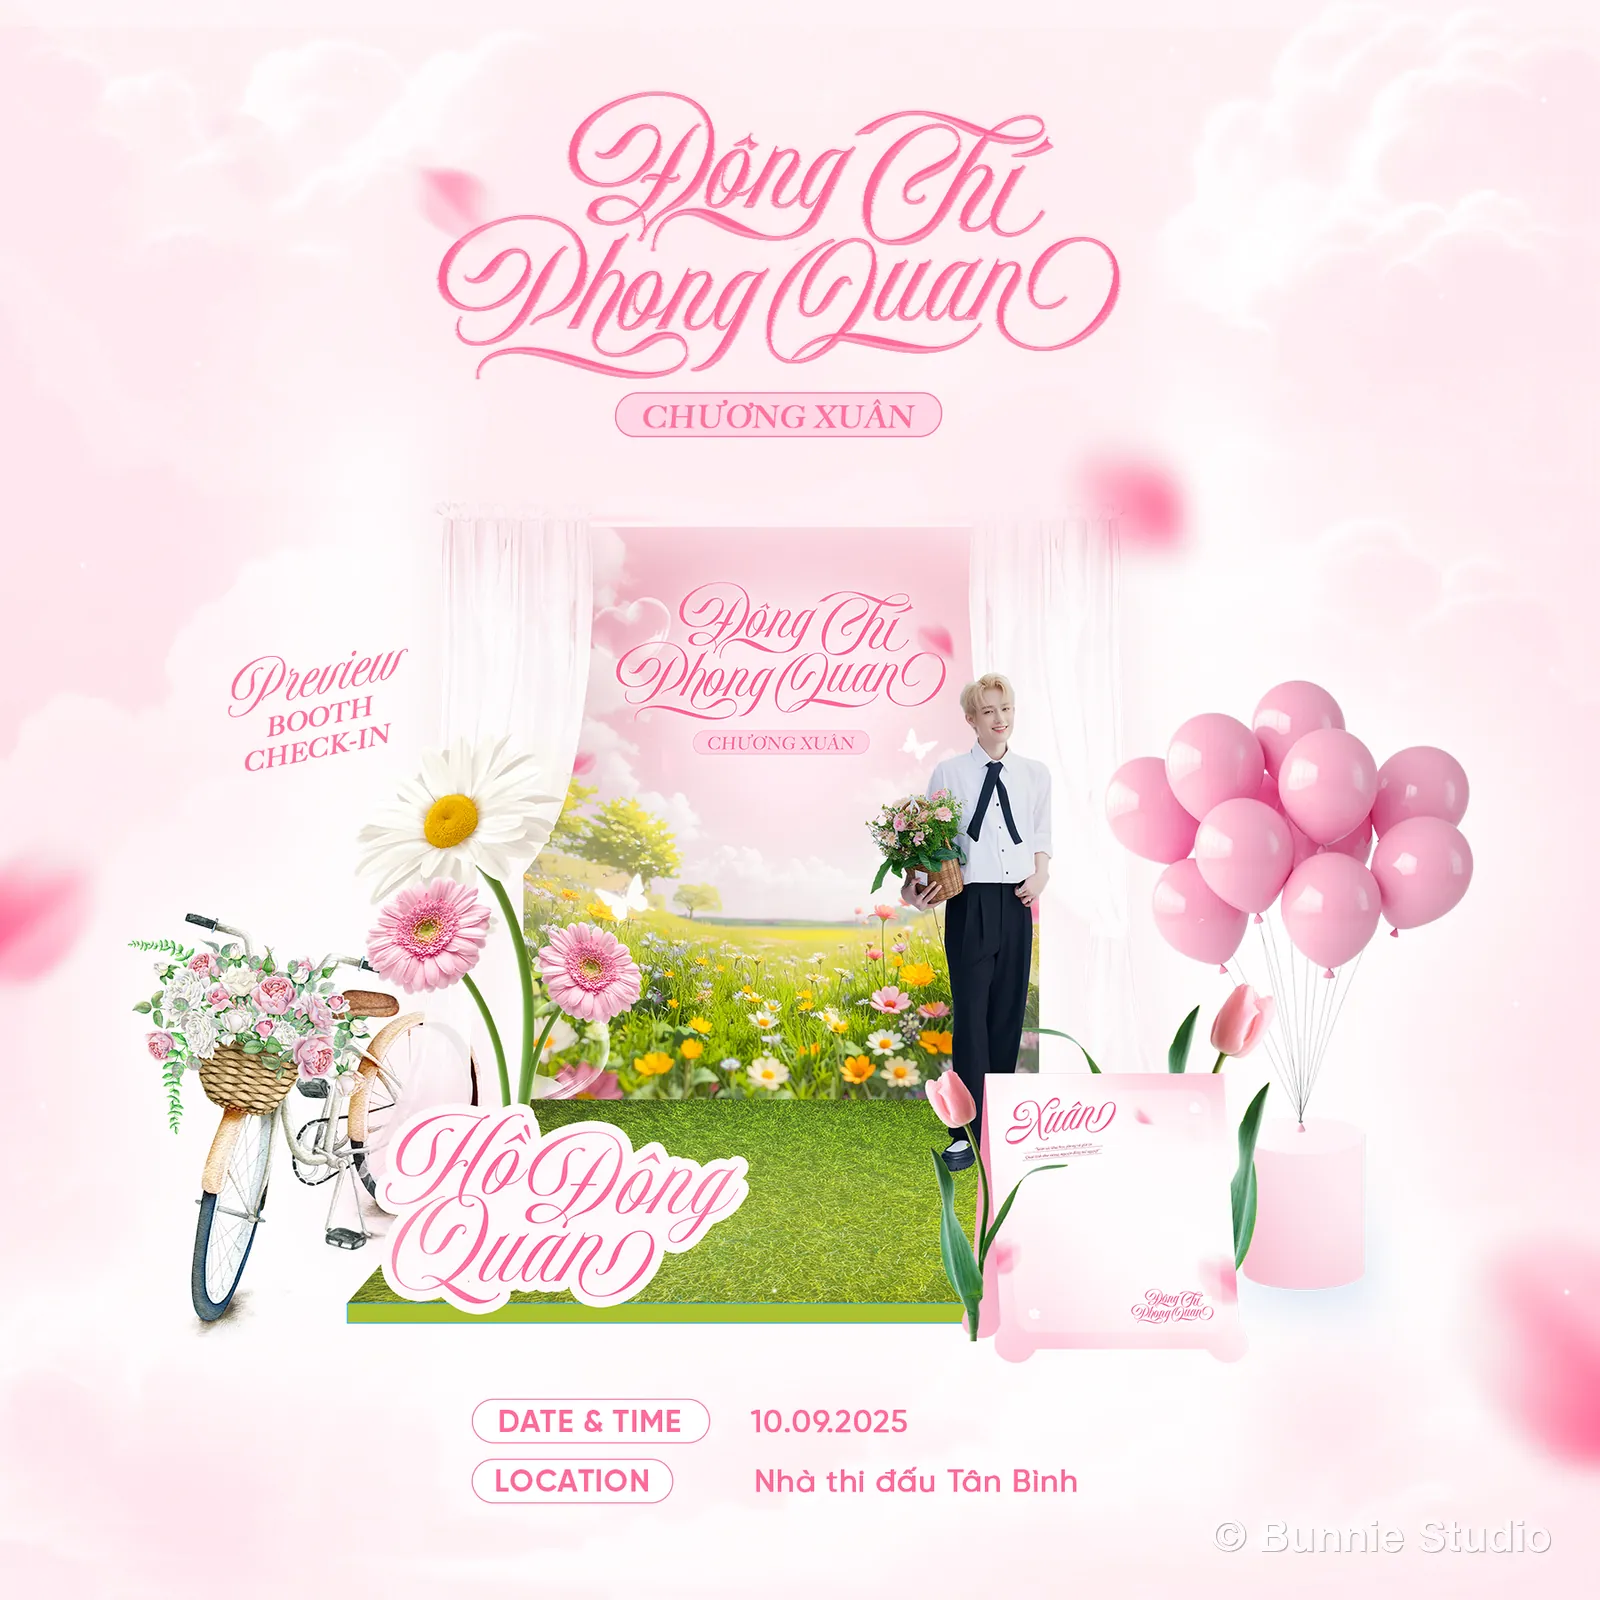 Đông Chí
Phong Quan
CHƯƠNG XUÂN
Đông Chí
Phong Quan
CHƯƠNG XUÂN
Preview
BOOTH
CHECK-IN
Hồ Đông
Quan
Xuân
Đông Chí
Phong Quan
DATE & TIME 10.09.2025
LOCATION Nhà thi đấu Tân Bình
© Bunnie Studio